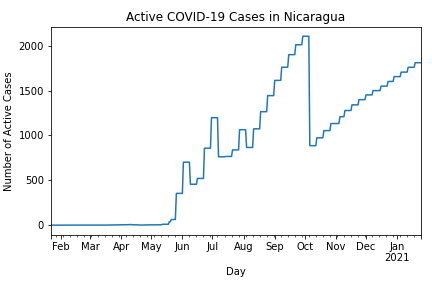 Active COVID-19 Cases in Nicaragua
Number of Active Cases
2000
1500
1000
500
0
Feb Mar Apr May Jun Jul Aug Sep Oct Nov Dec Jan
2021
Day